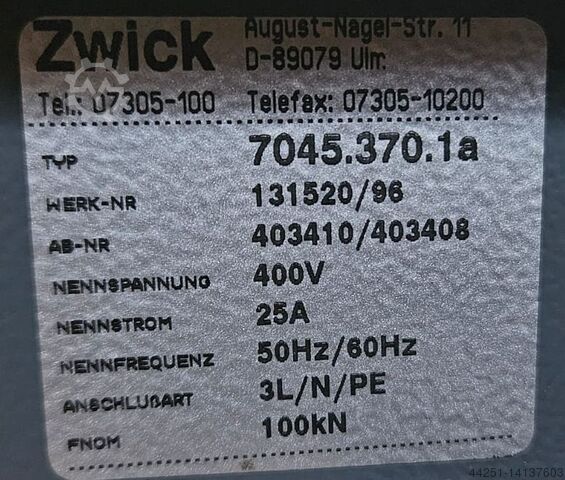 Zwick August-Nagel-Str. 11
D-89079 Ulm
Tel.: 07305-100 Telefax: 07305-10200
TYP 7045.370.1a
WERK-NR 131520/96
AB-NR 403410/403408
NENNSPANNUNG 400V
NENNSTROM 25A
NENNFREQUENZ 50Hz/60Hz
ANSCHLUßART 3L/N/PE
FNOM 100kN
44251-14137603